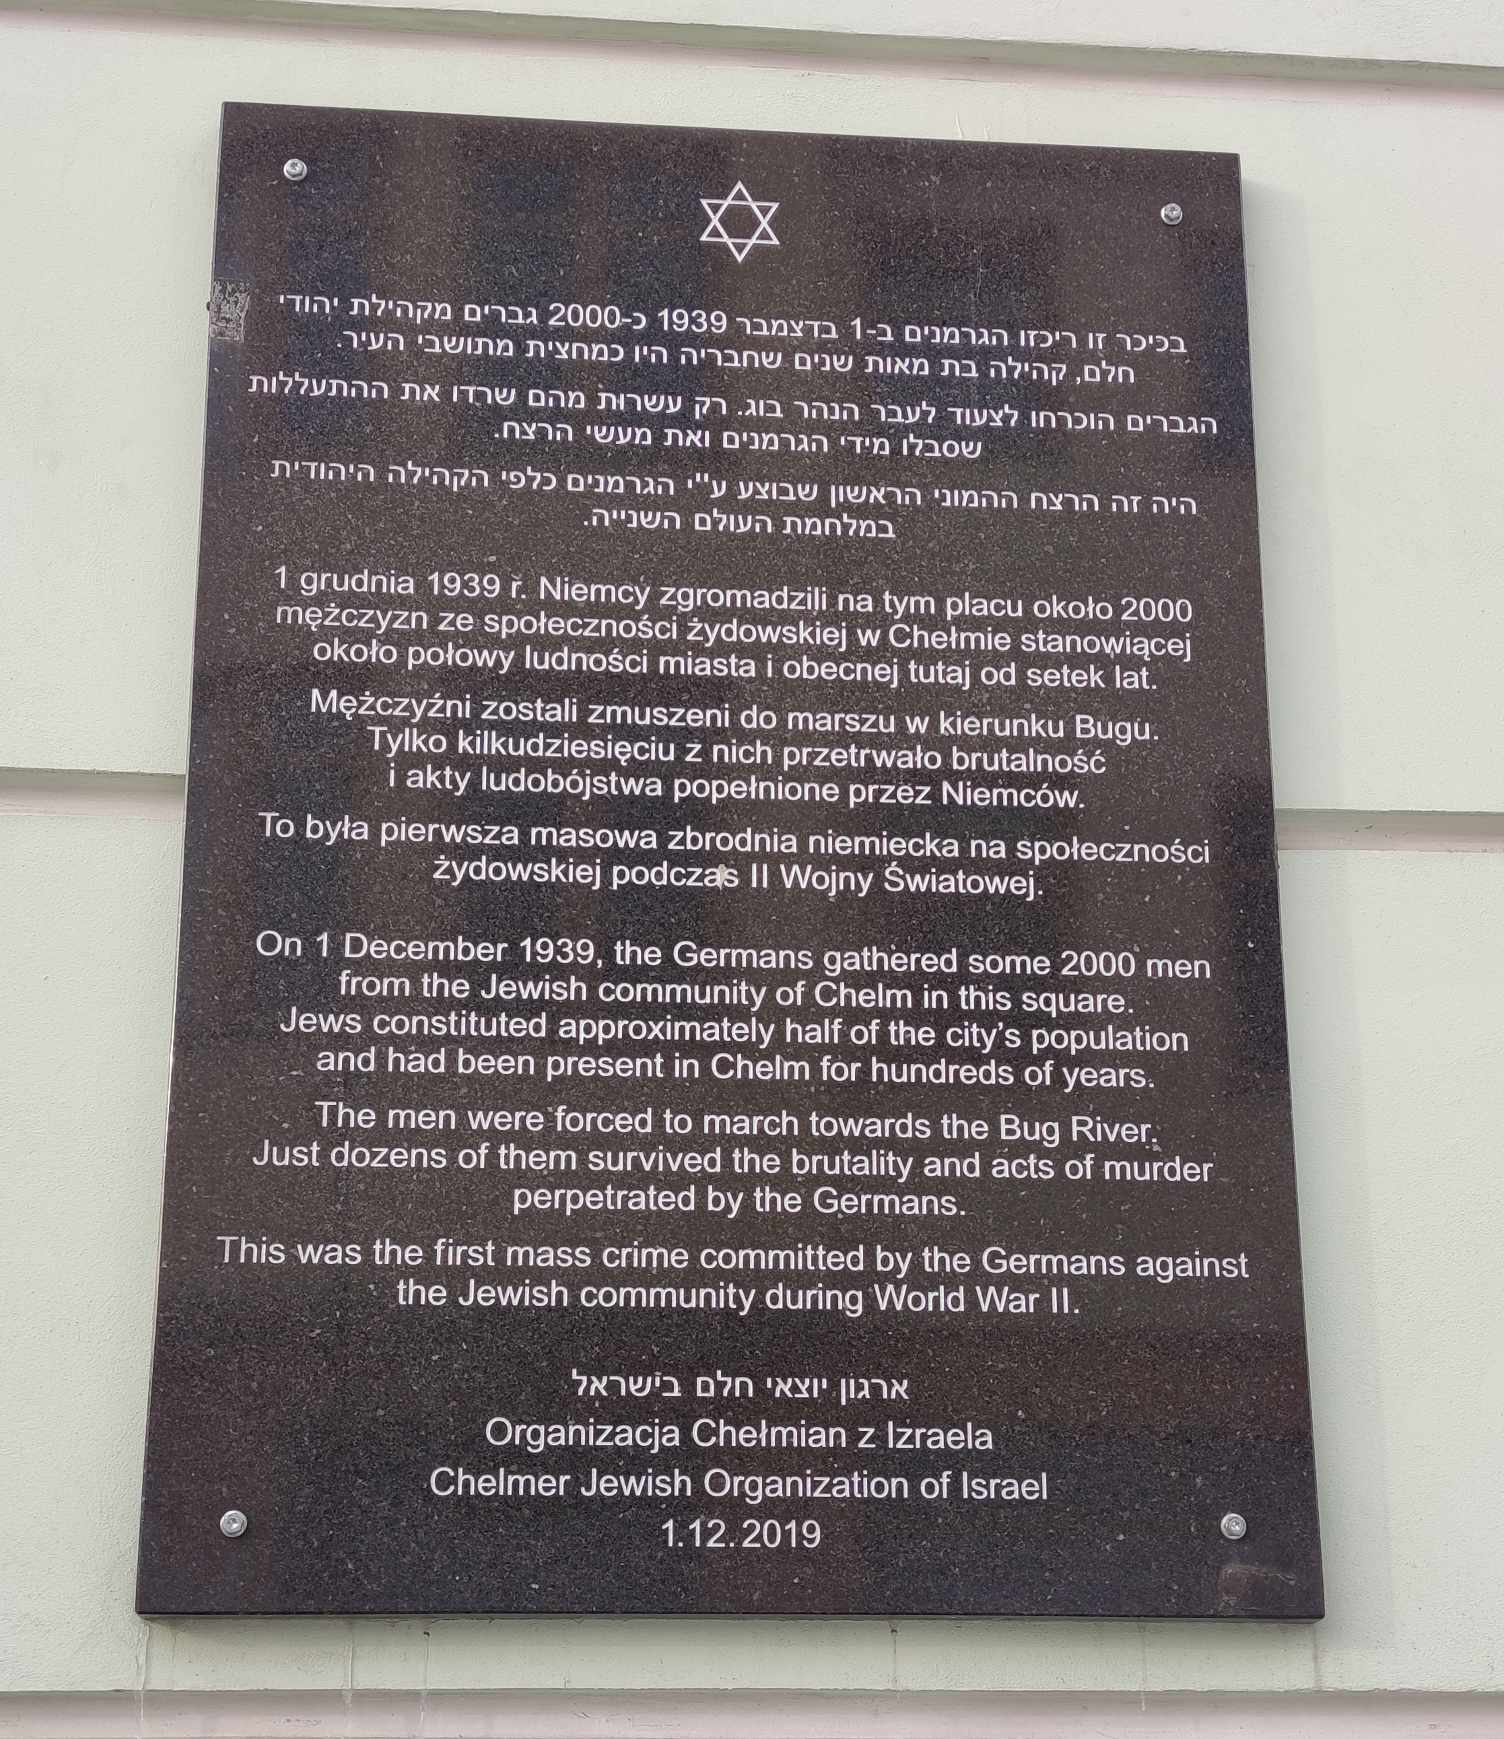 בכיכר זו ריכזו הגרמנים ב-1 בדצמבר 1939 כ-2000 גברים מקהילת יהודי
חלם, קהילה בת מאות שנים שחבריה היו כמחצית מתושבי העיר.
הגברים הוכרחו לצעוד לעבר הנהר בוג. רק עשרות מהם שרדו את ההתעללות
שסבלו מידי הגרמנים ואת מעשי הרצח.
היה זה הרצח ההמוני הראשון שבוצע ע"י הגרמנים כלפי הקהילה היהודית
במלחמת העולם השנייה.
1 grudnia 1939 r. Niemcy zgromadzili na tym placu około 2000
mężczyzn ze społeczności żydowskiej w Chełmie stanowiącej
około połowy ludności miasta i obecnej tutaj od setek lat.
Mężczyźni zostali zmuszeni do marszu w kierunku Bugu.
Tylko kilkudziesięciu z nich przetrwało brutalność
i akty ludobójstwa popełnione przez Niemców.
To była pierwsza masowa zbrodnia niemiecka na społeczności
żydowskiej podczas II Wojny Światowej.
On 1 December 1939, the Germans gathered some 2000 men
from the Jewish community of Chelm in this square.
Jews constituted approximately half of the city's population
and had been present in Chelm for hundreds of years.
The men were forced to march towards the Bug River.
Just dozens of them survived the brutality and acts of murder
perpetrated by the Germans.
This was the first mass crime committed by the Germans against
the Jewish community during World War II.
ארגון יוצאי חלם בישראל
Organizacja Chełmian z Izraela
Chelmer Jewish Organization of Israel
1.12.2019